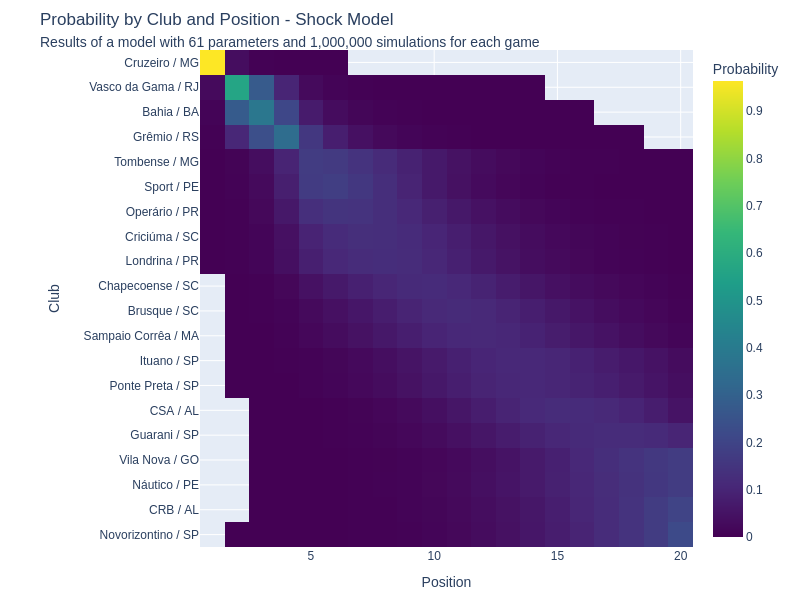 Probability by Club and Position - Shock Model
Results of a model with 61 parameters and 1,000,000 simulations for each game
Probability
Club
Cruzeiro / MG
Vasco da Gama / RJ
Bahia / BA
Grêmio / RS
Tombense / MG
Sport / PE
Operário / PR
Criciúma / SC
Londrina / PR
Chapecoense / SC
Brusque / SC
Sampaio Corrêa / MA
Ituano / SP
Ponte Preta / SP
CSA / AL
Guarani / SP
Vila Nova / GO
Náutico / PE
CRB / AL
Novorizontino / SP
0.9
0.8
0.7
0.6
0.5
0.4
0.3
0.2
0.1
0
5 10 15 20
Position